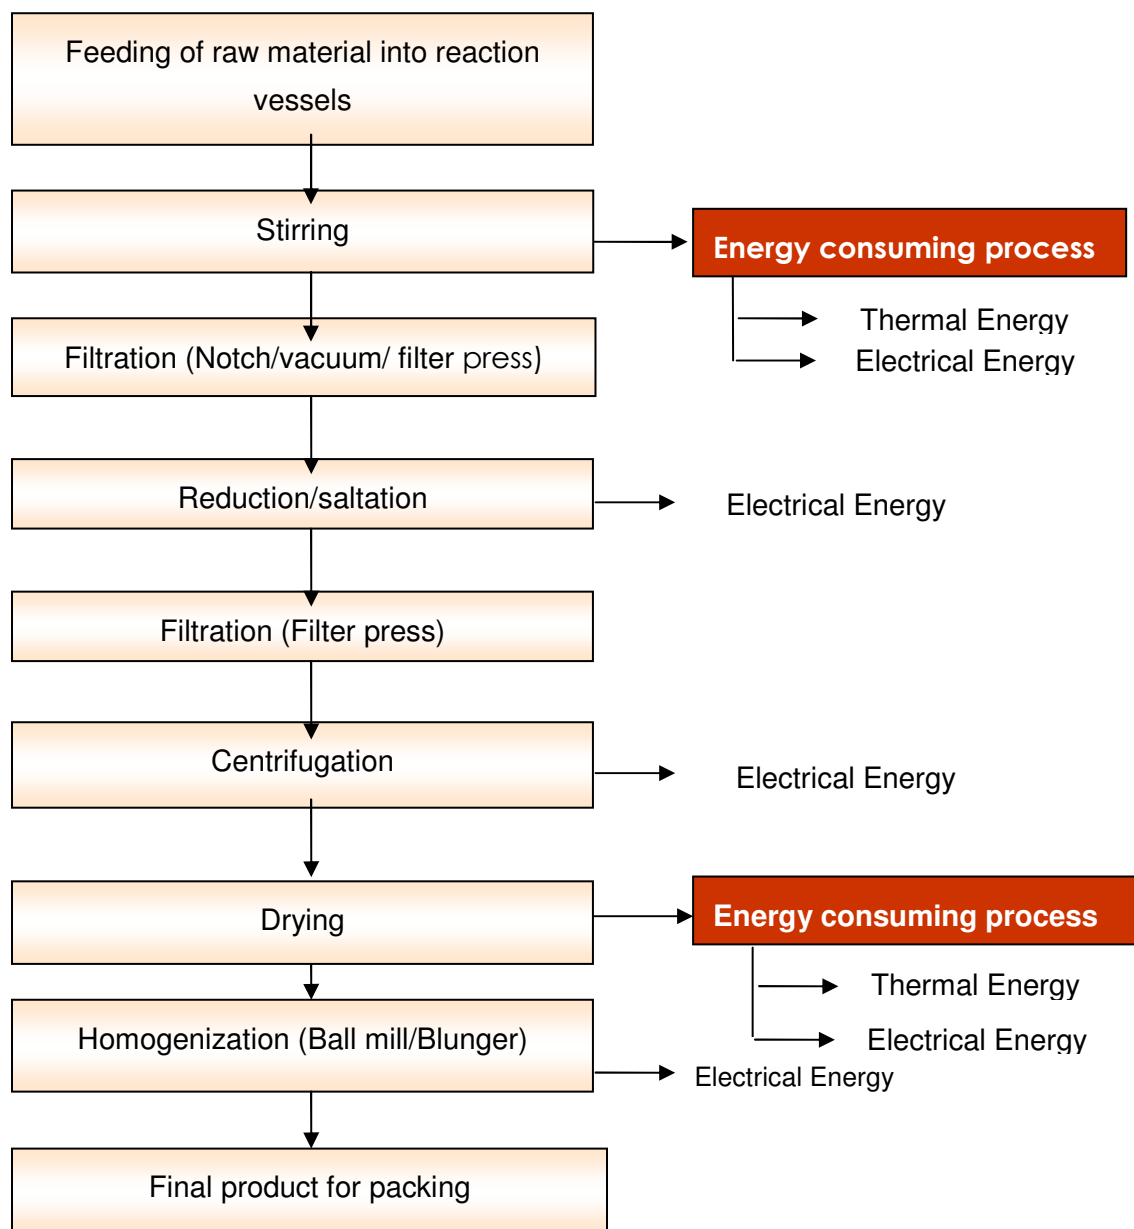 Feeding of raw material into reaction
vessels
Stirring
Energy consuming process
Thermal Energy
Electrical Energy
Filtration (Notch/vacuum/ filter press)
Reduction/saltation
Electrical Energy
Filtration (Filter press)
Centrifugation
Electrical Energy
Drying
Energy consuming process
Thermal Energy
Electrical Energy
Homogenization (Ball mill/Blunger)
Electrical Energy
Final product for packing